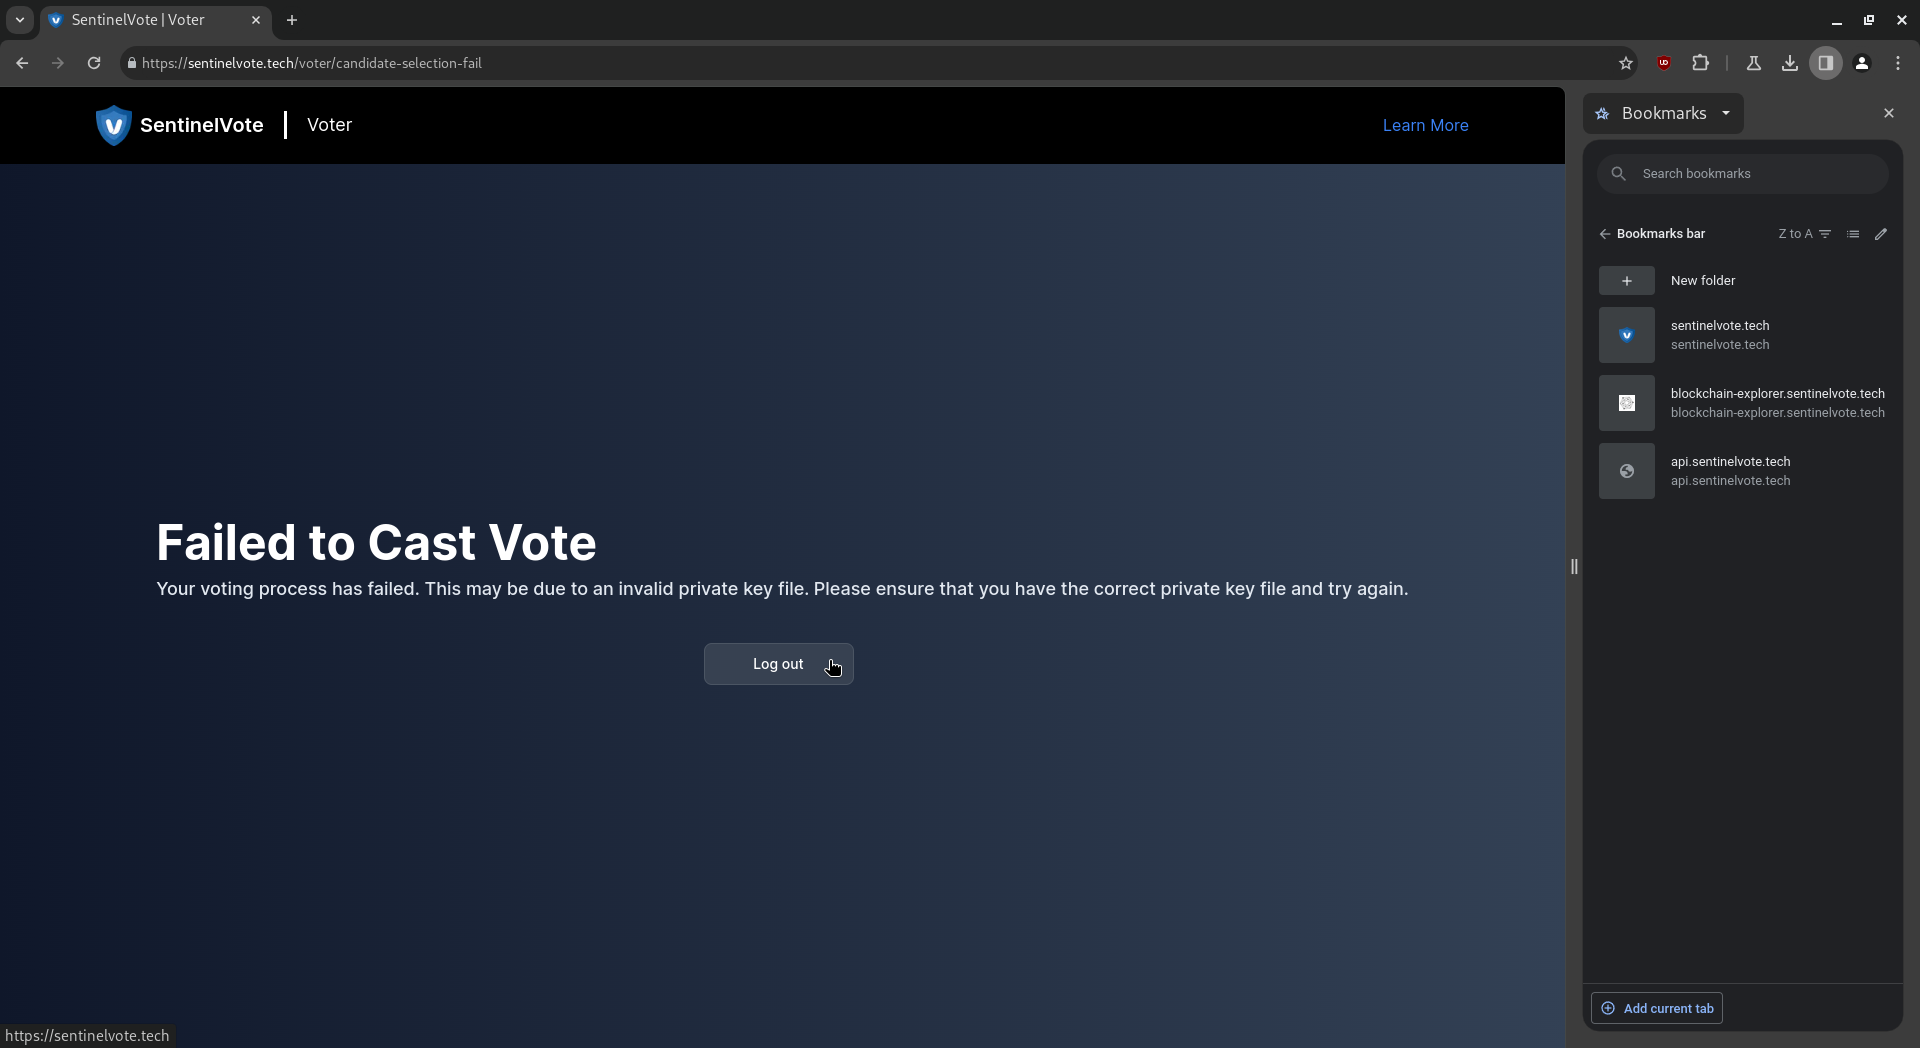 SentinelVote | Voter
https://sentinelvote.tech/voter/candidate-selection-fail
SentinelVote
Voter
Learn More
Failed to Cast Vote
Your voting process has failed. This may be due to an invalid private key file. Please ensure that you have the correct private key file and try again.
Log out
https://sentinelvote.tech
Bookmarks
Search bookmarks
Bookmarks bar
Z to A
New folder
sentinelvote.tech
sentinelvote.tech
blockchain-explorer.sentinelvote.tech
blockchain-explorer.sentinelvote.tech
api.sentinelvote.tech
api.sentinelvote.tech
Add current tab